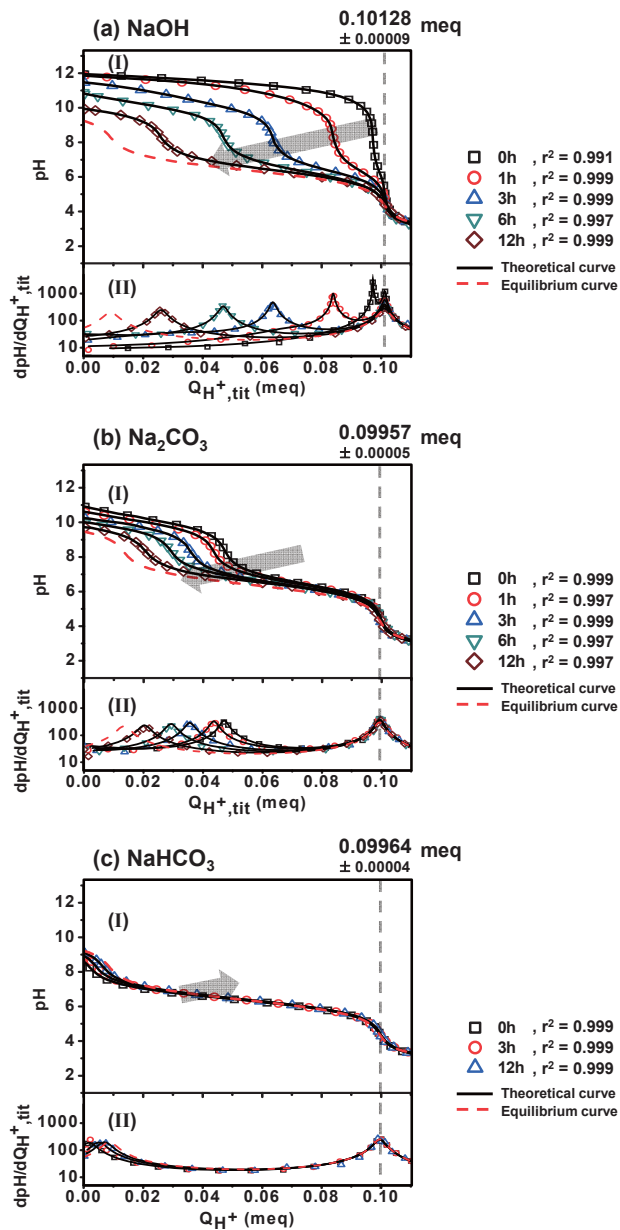 (a) NaOH
0.10128 meq
± 0.00009
(I)
12
10
8
6
4
2
pH
(II)
1000
100
10
dpH/dQH+,tit
0.00 0.02 0.04 0.06 0.08 0.10
QH+,tit (meq)
0h , r² = 0.991
1h , r² = 0.999
3h , r² = 0.999
6h , r² = 0.997
12h , r² = 0.999
Theoretical curve
Equilibrium curve
(b) Na₂CO₃
0.09957 meq
± 0.00005
(I)
12
10
8
6
4
2
pH
(II)
1000
100
10
dpH/dQH+,tit
0.00 0.02 0.04 0.06 0.08 0.10
QH+,tit (meq)
0h , r² = 0.999
1h , r² = 0.997
3h , r² = 0.999
6h , r² = 0.997
12h , r² = 0.997
Theoretical curve
Equilibrium curve
(c) NaHCO₃
0.09964 meq
± 0.00004
(I)
12
10
8
6
4
2
pH
(II)
1000
100
10
dpH/dQH+,tit
0.00 0.02 0.04 0.06 0.08 0.10
QH+ (meq)
0h , r² = 0.999
3h , r² = 0.999
12h , r² = 0.999
Theoretical curve
Equilibrium curve